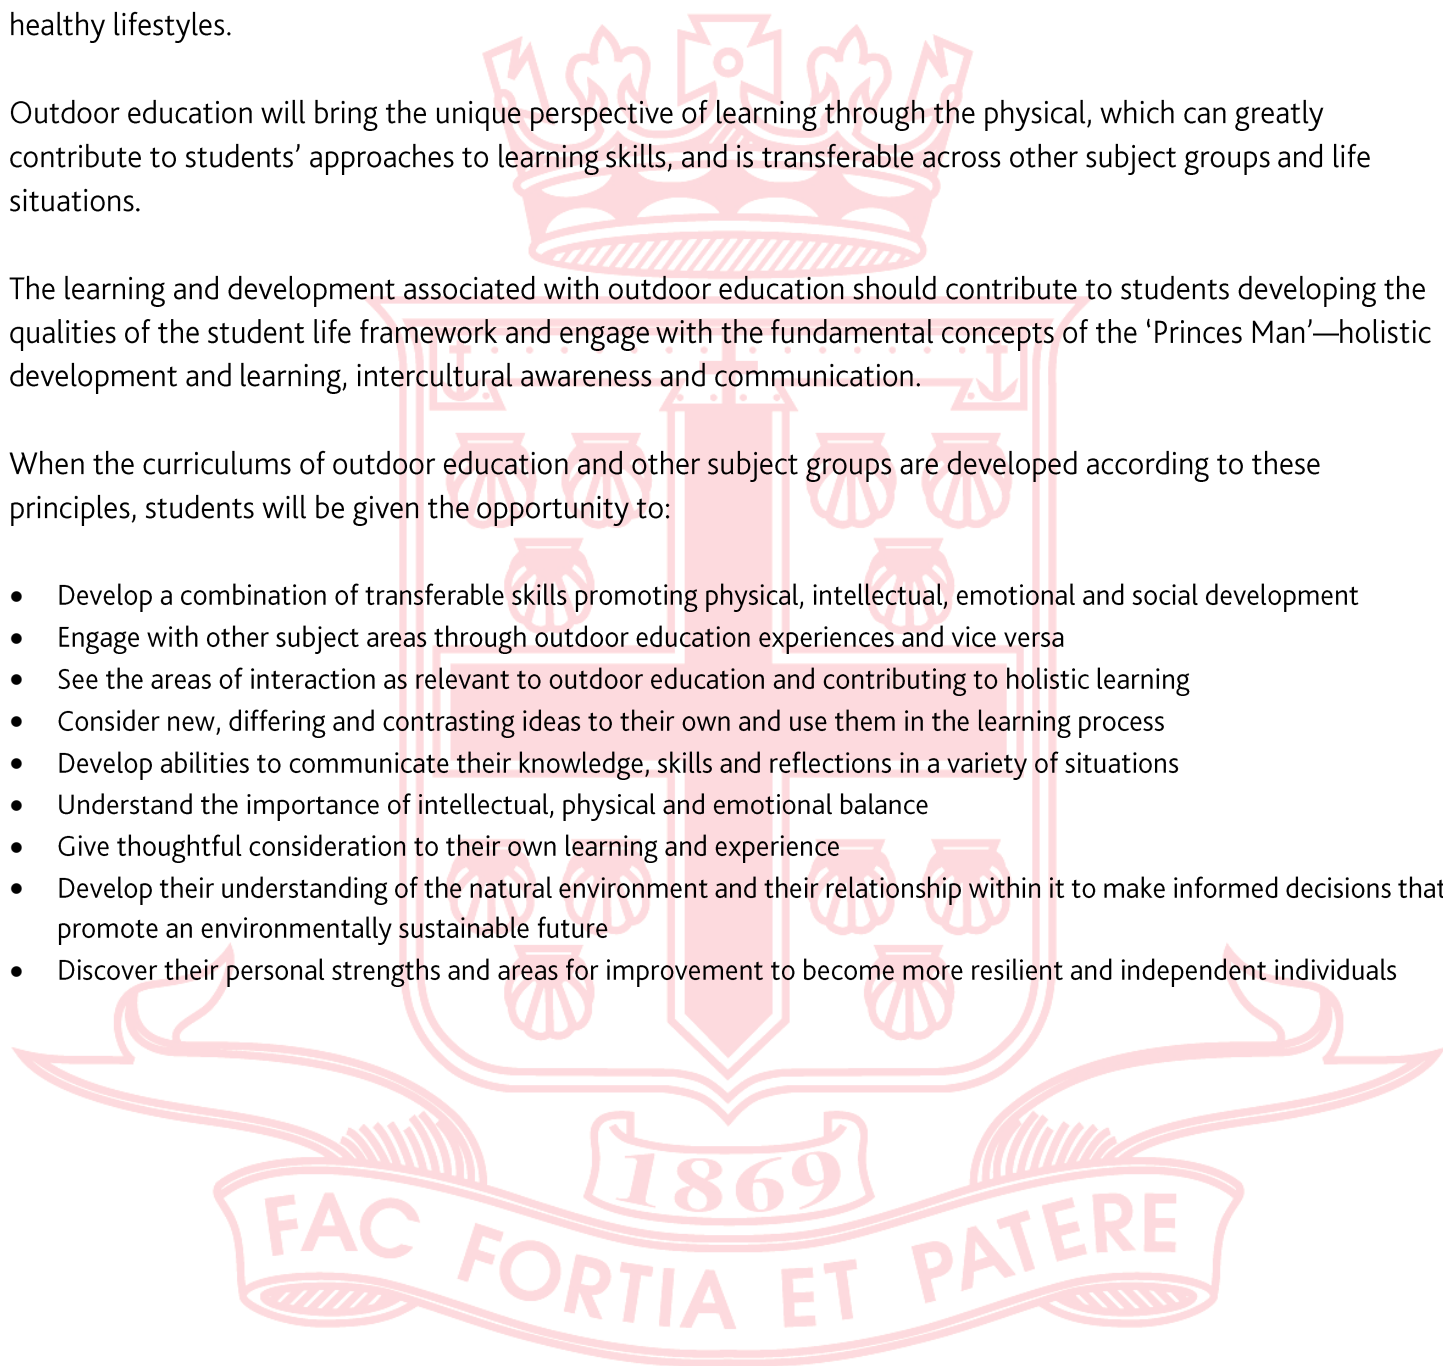 healthy lifestyles.
Outdoor education will bring the unique perspective of learning through the physical, which can greatly
contribute to students’ approaches to learning skills, and is transferable across other subject groups and life
situations.
The learning and development associated with outdoor education should contribute to students developing the
qualities of the student life framework and engage with the fundamental concepts of the ‘Princes Man’—holistic
development and learning, intercultural awareness and communication.
When the curriculums of outdoor education and other subject groups are developed according to these
principles, students will be given the opportunity to:
• Develop a combination of transferable skills promoting physical, intellectual, emotional and social development
• Engage with other subject areas through outdoor education experiences and vice versa
• See the areas of interaction as relevant to outdoor education and contributing to holistic learning
• Consider new, differing and contrasting ideas to their own and use them in the learning process
• Develop abilities to communicate their knowledge, skills and reflections in a variety of situations
• Understand the importance of intellectual, physical and emotional balance
• Give thoughtful consideration to their own learning and experience
• Develop their understanding of the natural environment and their relationship within it to make informed decisions that
promote an environmentally sustainable future
• Discover their personal strengths and areas for improvement to become more resilient and independent individuals
1869
FAC FORTIA ET PATERE